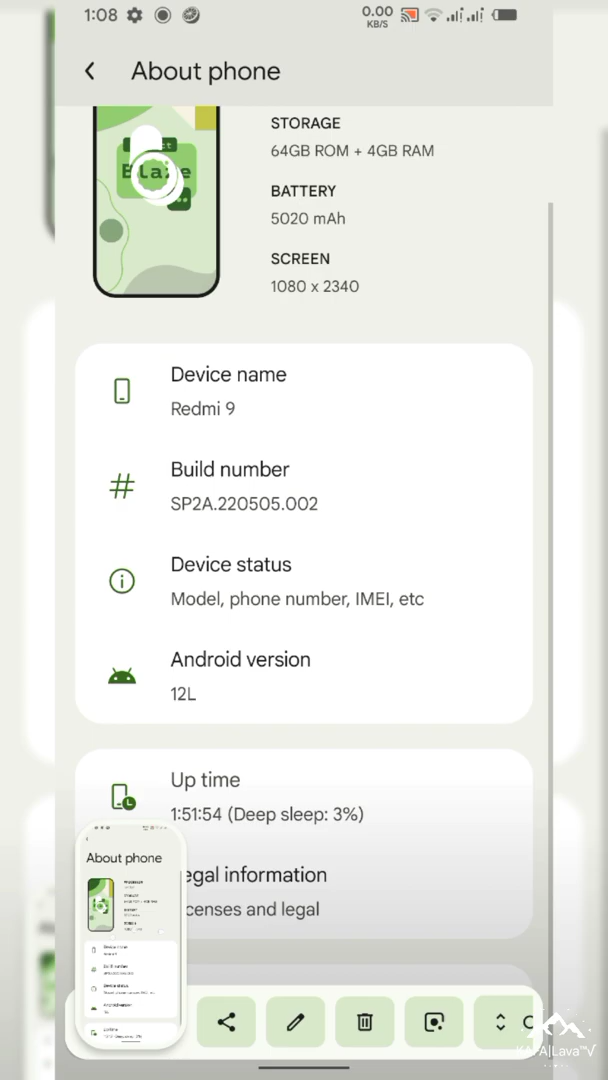 1:08
0.00
KB/S
About phone
STORAGE
64GB ROM + 4GB RAM
Blaze
BATTERY
5020 mAh
SCREEN
1080 x 2340
Device name
Redmi 9
Build number
SP2A.220505.002
Device status
Model, phone number, IMEI, etc
Android version
12L
Up time
1:51:54 (Deep sleep: 3%)
About phone
egal information
censes and legal